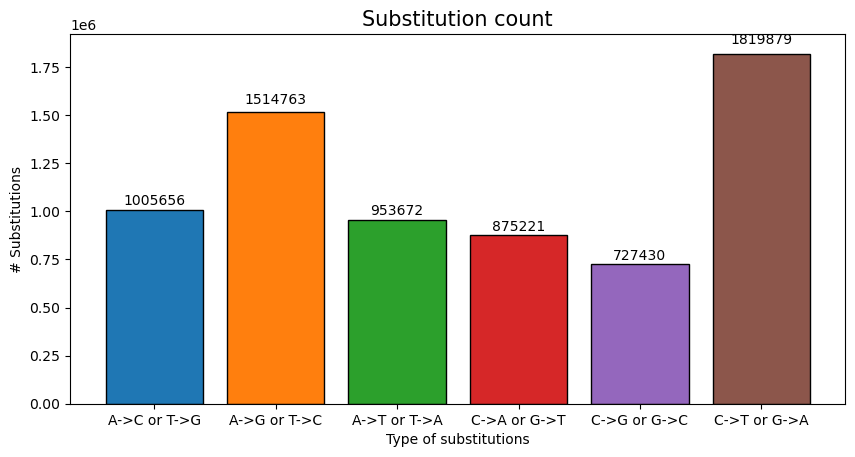 Substitution count
1e6
1.75
1.50
1.25
1.00
0.75
0.50
0.25
0.00
# Substitutions
1005656
1514763
953672
875221
727430
1819879
A->C or T->G
A->G or T->C
A->T or T->A
C->A or G->T
C->G or G->C
C->T or G->A
Type of substitutions